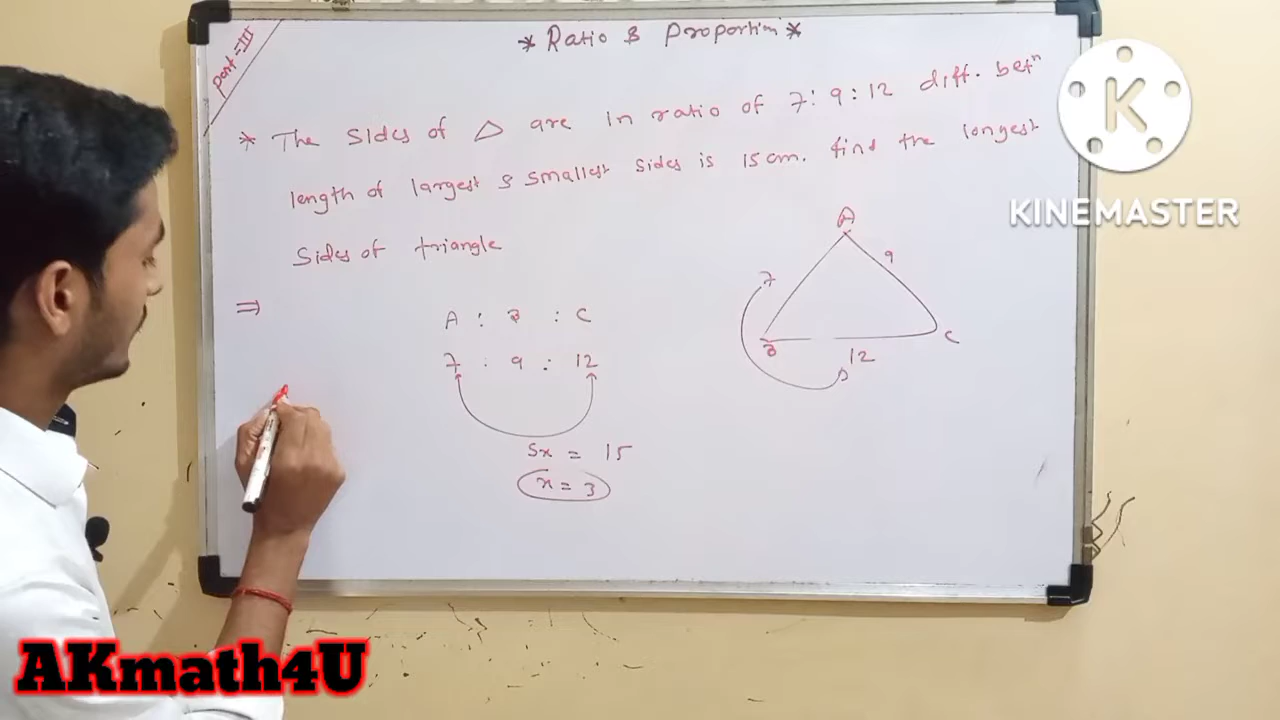 Part-III
* Ratio & Proportion *
* The sides of △ are in ratio of 7:9:12 diff. betⁿ
length of largest & smallest sides is 15cm. find the longest
sides of triangle
⇒
A : B : C
7 : 9 : 12
5x = 15
x = 3
A
7
9
B
C
12
K
KINEMASTER
AKmath4U